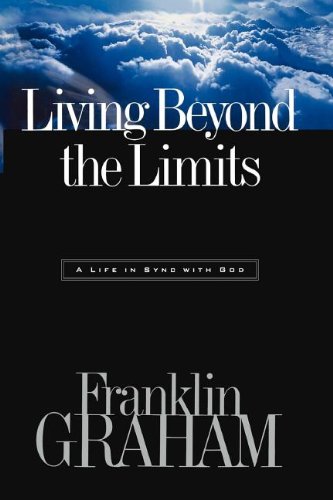 Living Beyond
the Limits
A Life in Sync with God
Franklin
GRAHAM